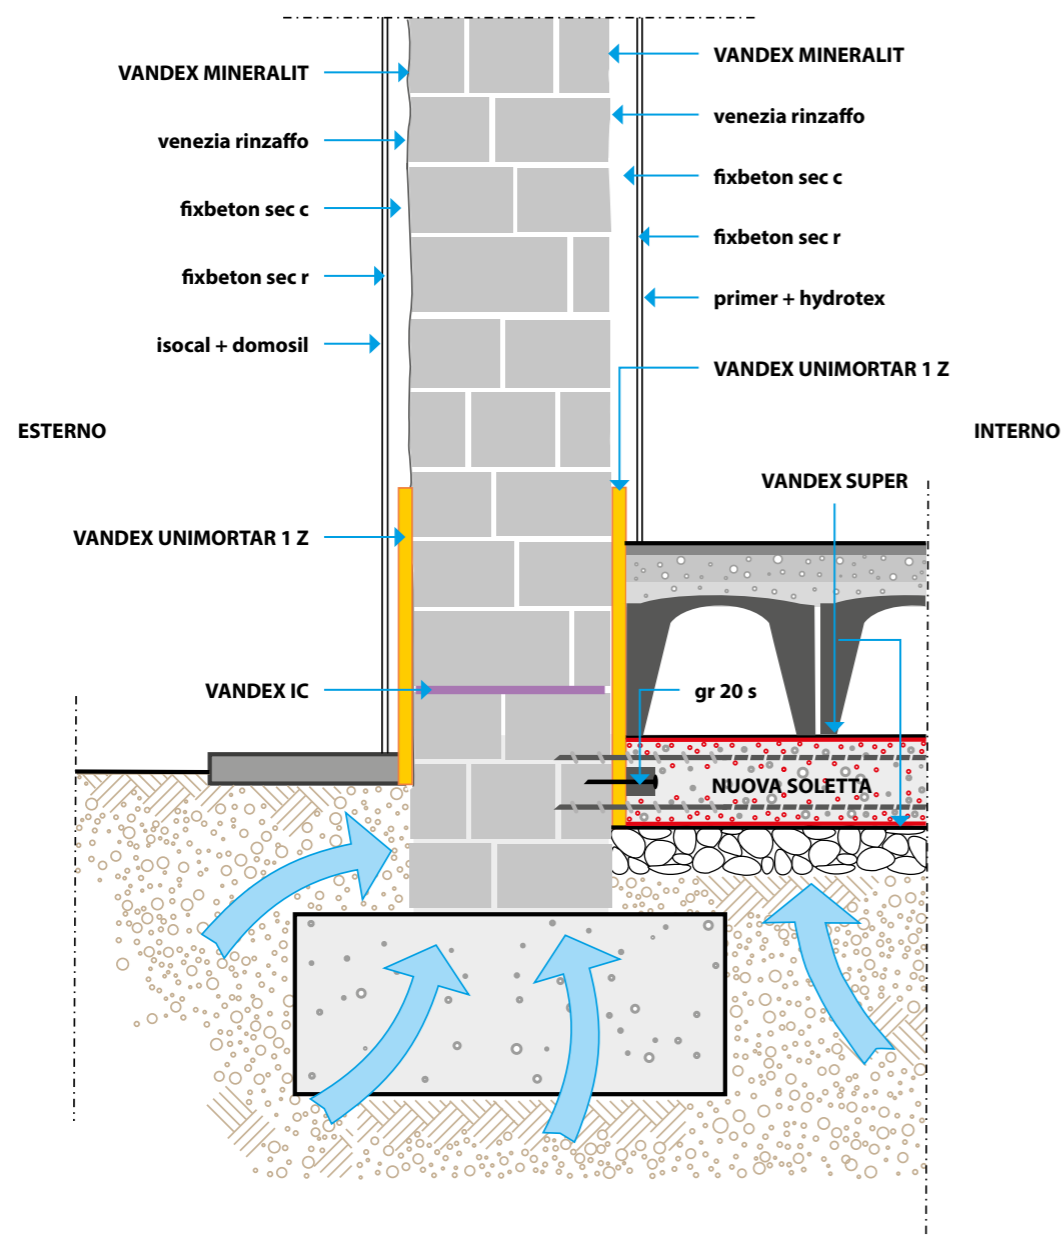 VANDEX MINERALIT
venezia rinzaffo
fixbeton sec c
fixbeton sec r
isocal + domosil
ESTERNO
VANDEX UNIMORTAR 1 Z
VANDEX IC
VANDEX MINERALIT
venezia rinzaffo
fixbeton sec c
fixbeton sec r
primer + hydrotex
VANDEX UNIMORTAR 1 Z
INTERNO
VANDEX SUPER
gr 20 s
NUOVA SOLETTA